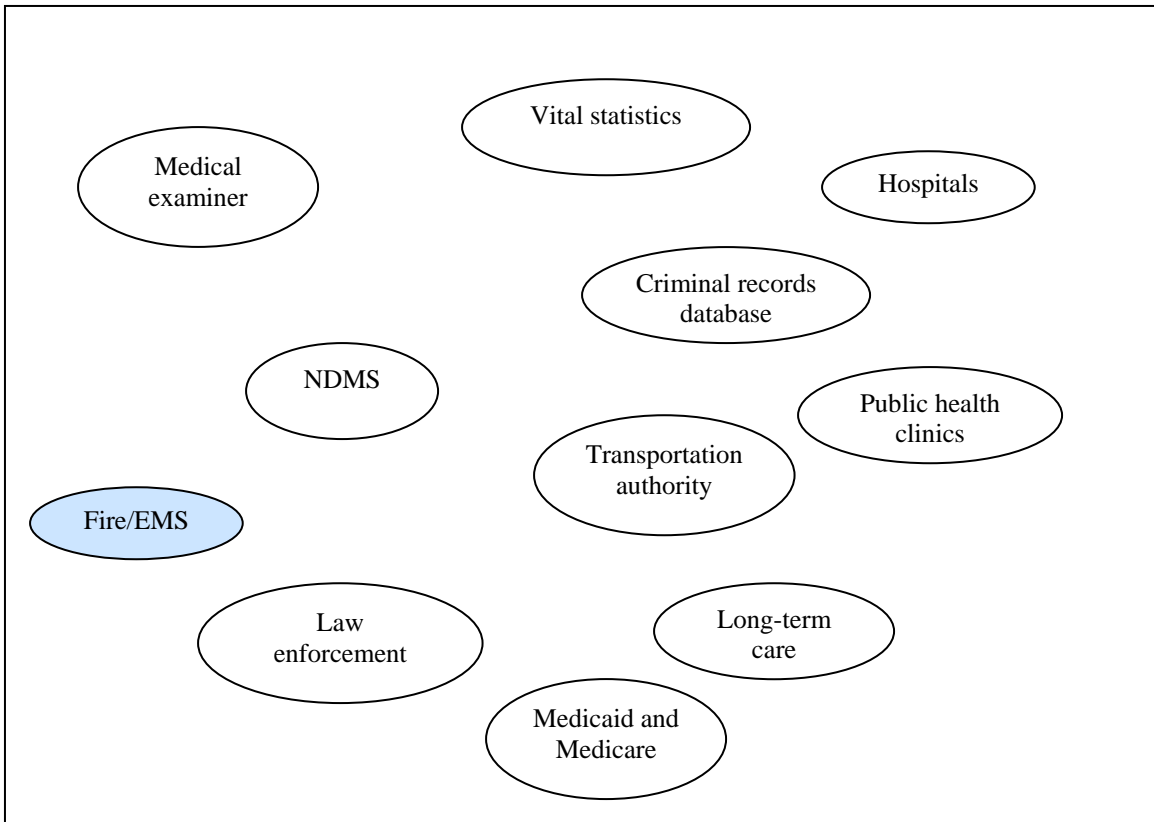 Vital statistics
Medical
examiner
Hospitals
Criminal records
database
NDMS
Public health
clinics
Transportation
authority
Fire/EMS
Law
enforcement
Long-term
care
Medicaid and
Medicare